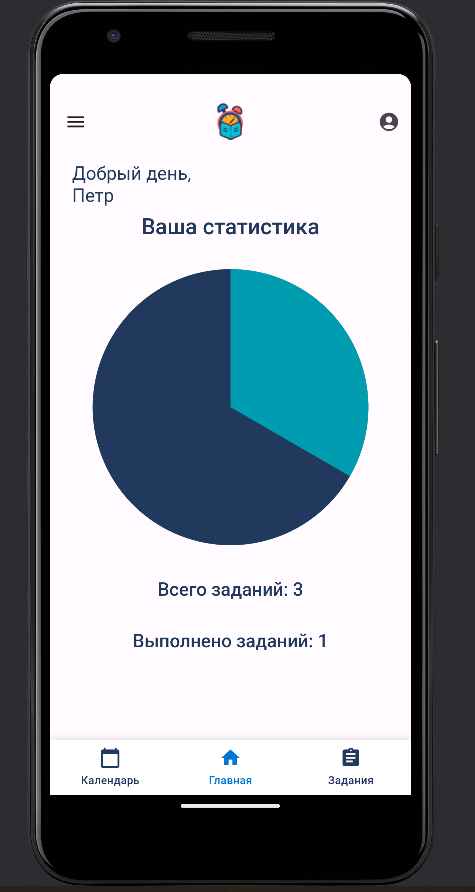 Добрый день,
Петр
Ваша статистика
Всего заданий: 3
Выполнено заданий: 1
Календарь
Главная
Задания